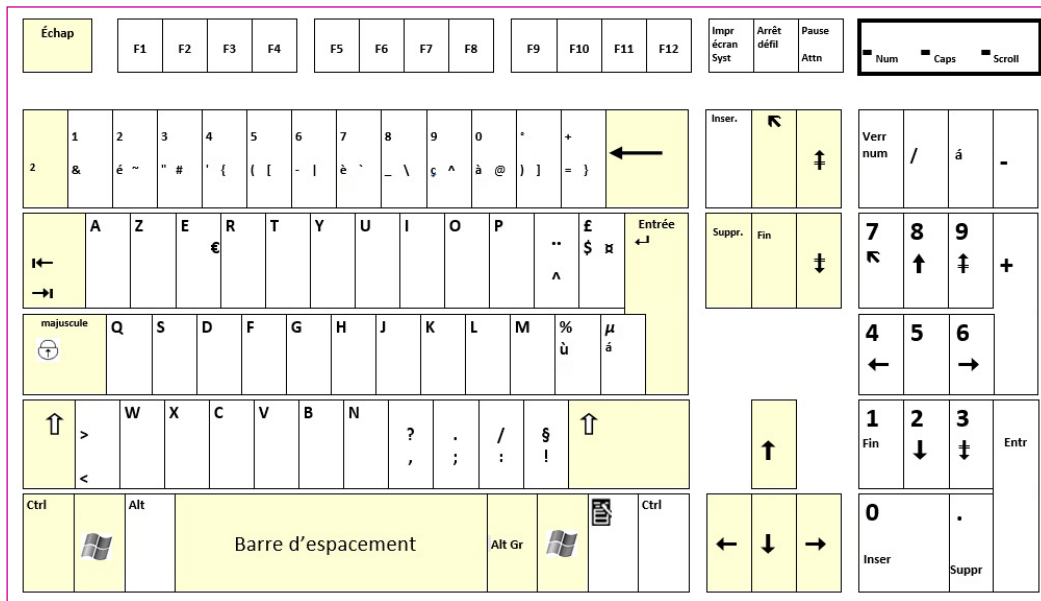 Échap F1 F2 F3 F4 F5 F6 F7 F8 F9 F10 F11 F12
Impr écran Syst
Arrêt défil
Pause Attn
Num Caps Scroll
2
1 &
2 é ~
3 " #
4 ' {
5 ( [
6 - |
7 è `
8 _ \
9 ç ^
0 à @
° ) ]
+ = }
←
Inser. ↖ ⇞
Verr num / á -
⇤ ⇥
A Z E € R T Y U I O P
¨ ^
£ $ ¤
Entrée ↵
Suppr. Fin ⇟
7 ↖
8 ↑
9 ⇞
+
majuscule
Q S D F G H J K L M
% ù
µ á
4 ←
5
6 →
⇧
> <
W X C V B N
? ,
. ;
/ :
§ !
⇧
↑
1 Fin
2 ↓
3 ⇟
Entr
Ctrl Alt Barre d'espacement Alt Gr Ctrl
← ↓ →
0 Inser
. Suppr